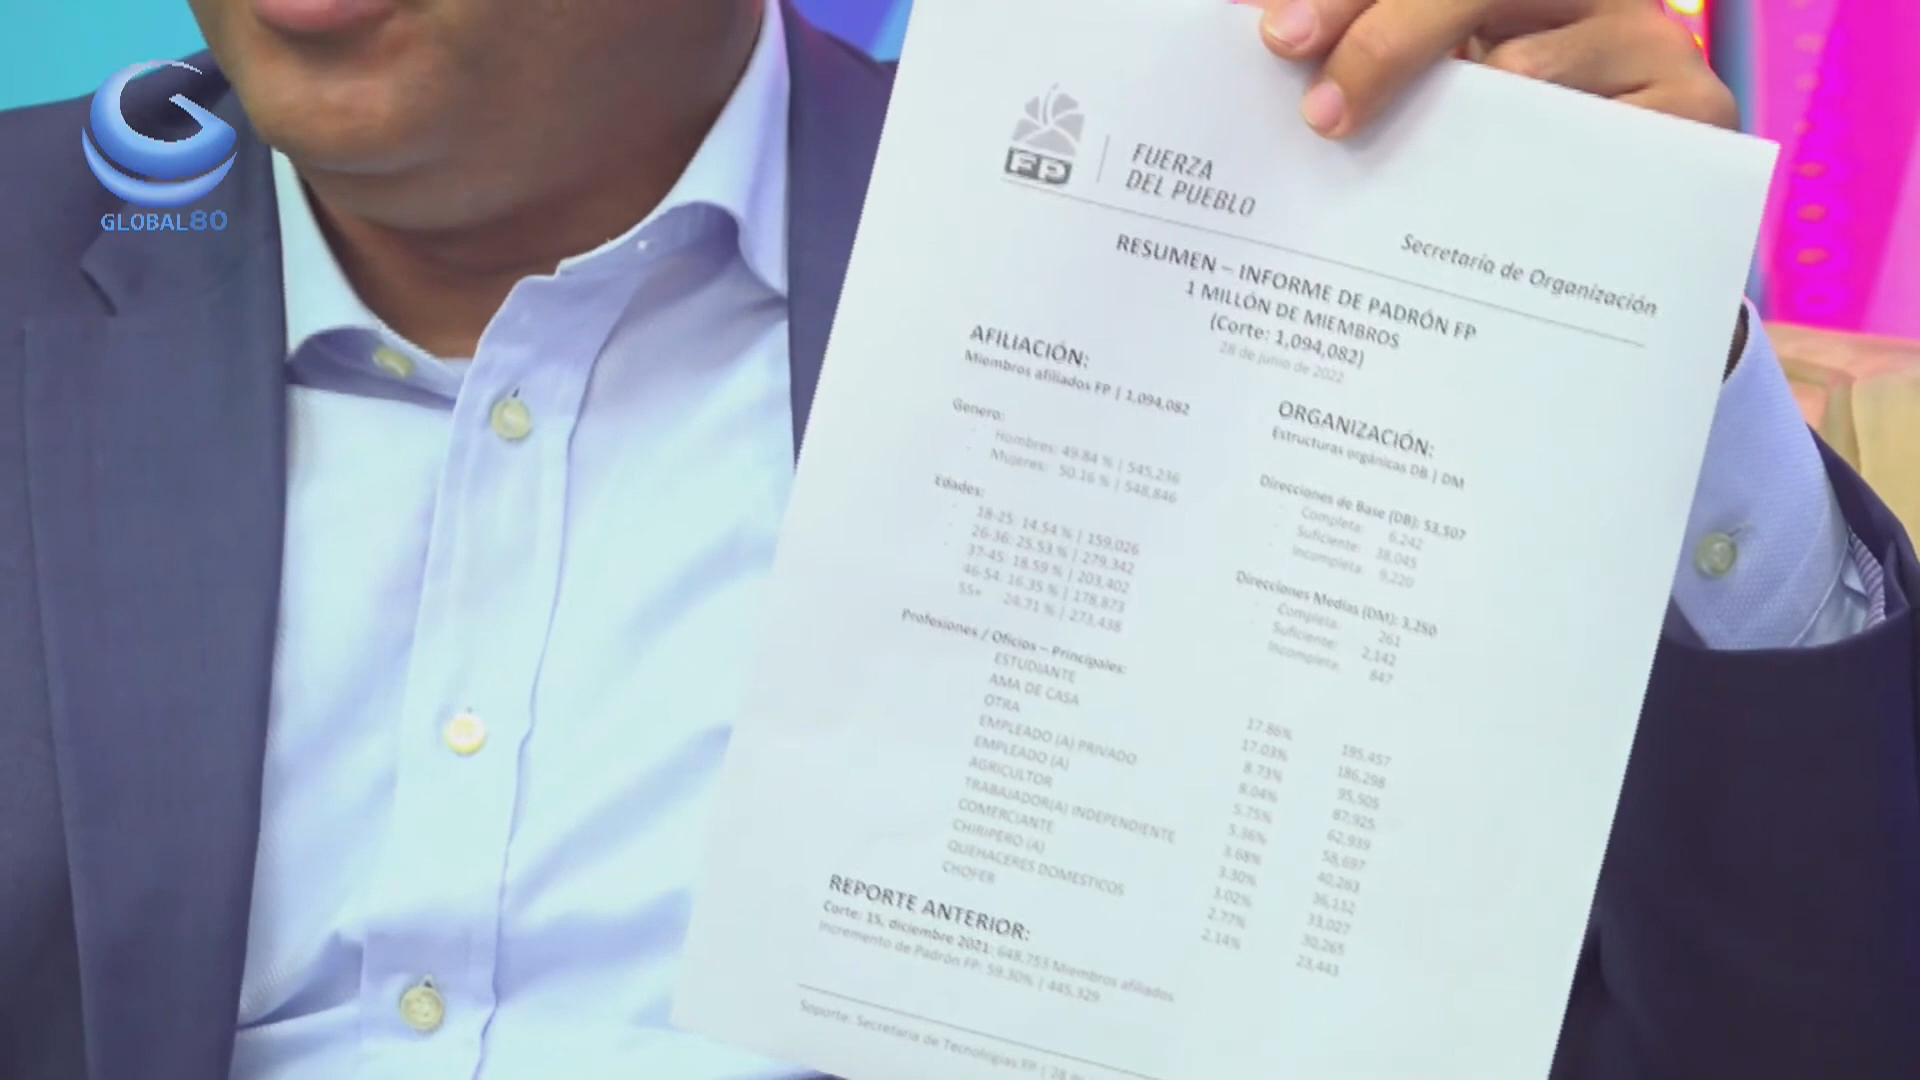 GLOBAL80
FP
FUERZA
DEL PUEBLO
Secretaría de Organización
RESUMEN – INFORME DE PADRÓN FP
1 MILLÓN DE MIEMBROS
(Corte: 1,094,082)
28 de junio de 2022
AFILIACIÓN:
Miembros afiliados FP | 1,094,082
Genero:
Hombres: 49.84 % | 545,236
Mujeres: 50.16 % | 548,846
Edades:
18-25: 14.54 % | 159,026
26-36: 25.53 % | 279,342
37-45: 18.59 % | 203,402
46-54: 16.35 % | 178,873
55+ 24.71 % | 273,438
ORGANIZACIÓN:
Estructuras orgánicas DB | DM
Direcciones de Base (DB): 53,507
Completa: 6,242
Suficiente: 38,045
Incompleta: 9,220
Direcciones Medias (DM): 3,250
Completa: 261
Suficiente: 2,142
Incompleta: 847
Profesiones / Oficios – Principales:
ESTUDIANTE 17.86% 195,457
AMA DE CASA 17.03% 186,298
OTRA 8.73% 95,505
EMPLEADO (A) PRIVADO 8.04% 87,925
EMPLEADO (A) 5.75% 62,939
AGRICULTOR 5.36% 58,697
TRABAJADOR(A) INDEPENDIENTE 3.68% 40,263
COMERCIANTE 3.30% 36,112
CHIRIPERO (A) 3.02% 33,027
QUEHACERES DOMESTICOS 2.77% 30,265
CHOFER 2.14% 23,443
REPORTE ANTERIOR:
Corte: 15, diciembre 2021: 648,753 Miembros afiliados
Incremento de Padrón FP: 59.30% | 445,329
Soporte: Secretaria de Tecnologías FP | 28 de